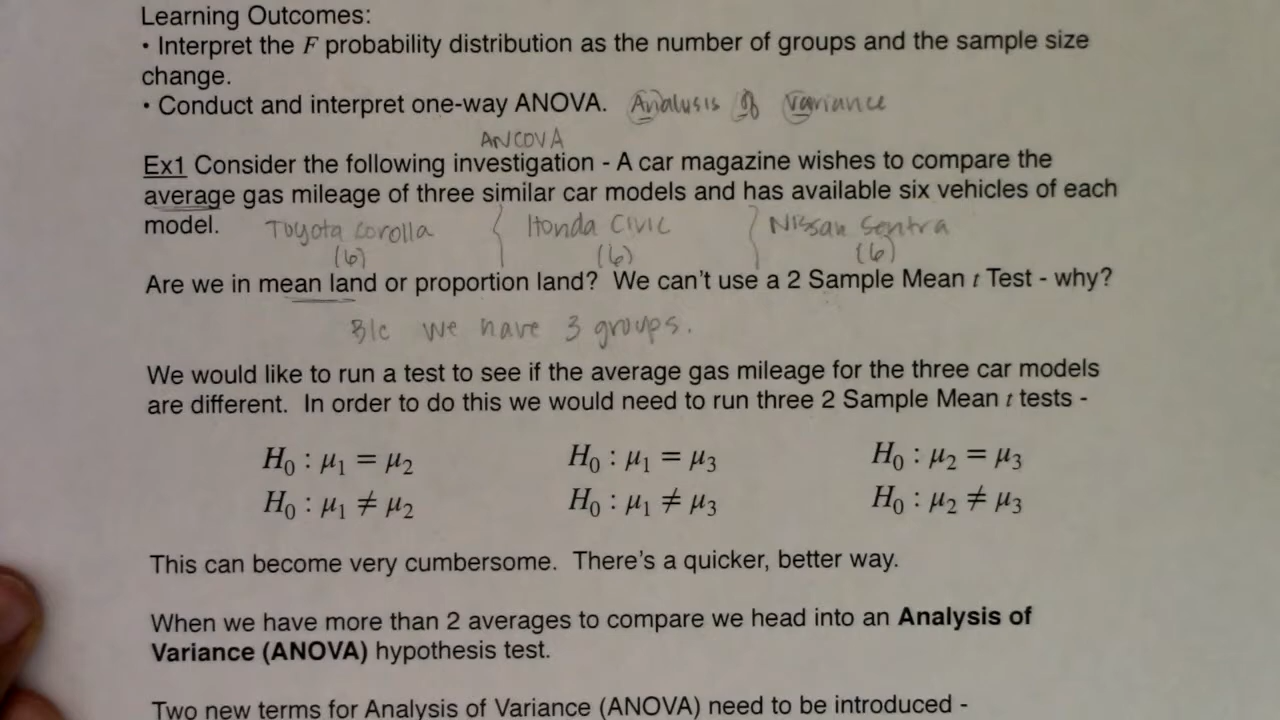 Learning Outcomes:
• Interpret the F probability distribution as the number of groups and the sample size
change.
• Conduct and interpret one-way ANOVA. Analysis of Variance
ANCOVA
Ex1 Consider the following investigation - A car magazine wishes to compare the
average gas mileage of three similar car models and has available six vehicles of each
model. Toyota Corolla Honda Civic Nissan Sentra
(6) (6) (6)
Are we in mean land or proportion land? We can't use a 2 Sample Mean t Test - why?
B/c we have 3 groups.
We would like to run a test to see if the average gas mileage for the three car models
are different. In order to do this we would need to run three 2 Sample Mean t tests -
H₀ : μ₁ = μ₂ H₀ : μ₁ = μ₃ H₀ : μ₂ = μ₃
H₀ : μ₁ ≠ μ₂ H₀ : μ₁ ≠ μ₃ H₀ : μ₂ ≠ μ₃
This can become very cumbersome. There's a quicker, better way.
When we have more than 2 averages to compare we head into an Analysis of
Variance (ANOVA) hypothesis test.
Two new terms for Analysis of Variance (ANOVA) need to be introduced -